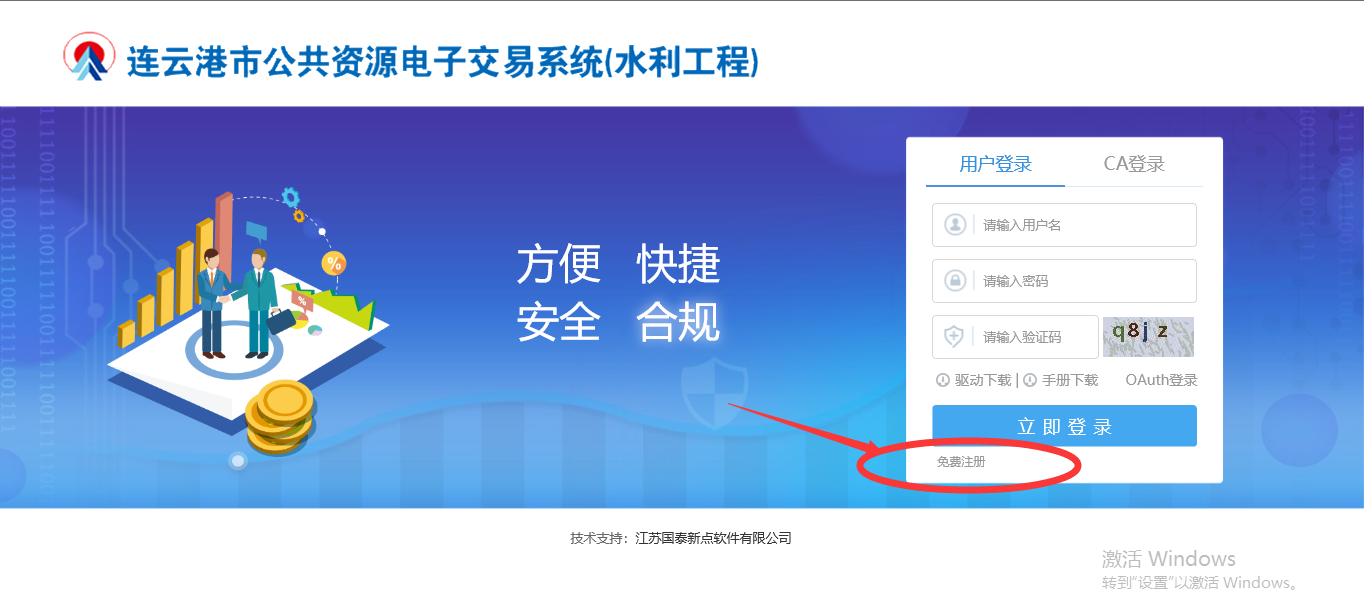 连云港市公共资源电子交易系统(水利工程)
用户登录 CA登录
请输入用户名
请输入密码
请输入验证码 q8jz
驱动下载 | 手册下载 OAuth登录
立即登录
免费注册
方便 快捷
安全 合规
%
%
技术支持：江苏国泰新点软件有限公司
激活 Windows
转到“设置”以激活 Windows。